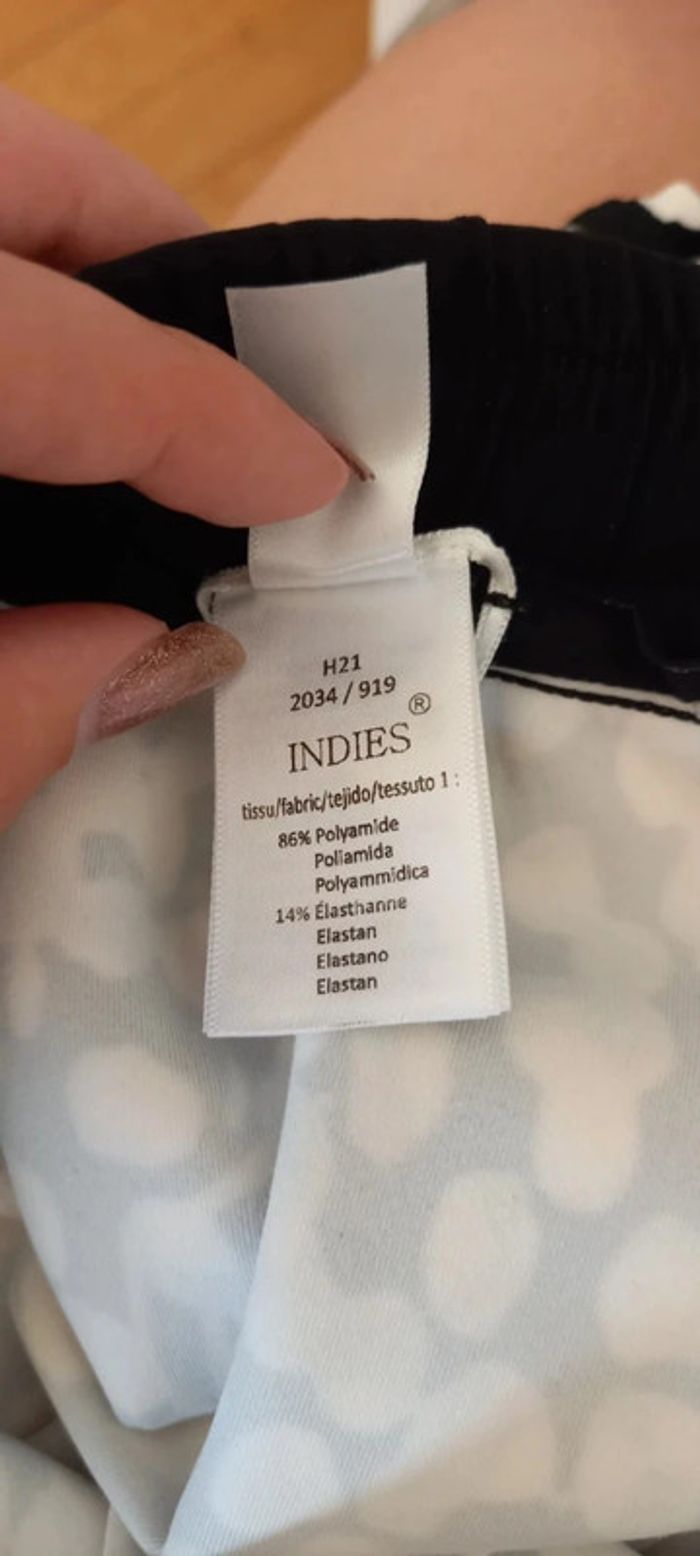 H21
2034 / 919
INDIES ®
tissu/fabric/tejido/tessuto 1 :
86% Polyamide
Poliamida
Polyammidica
14% Élasthanne
Elastan
Elastano
Elastan